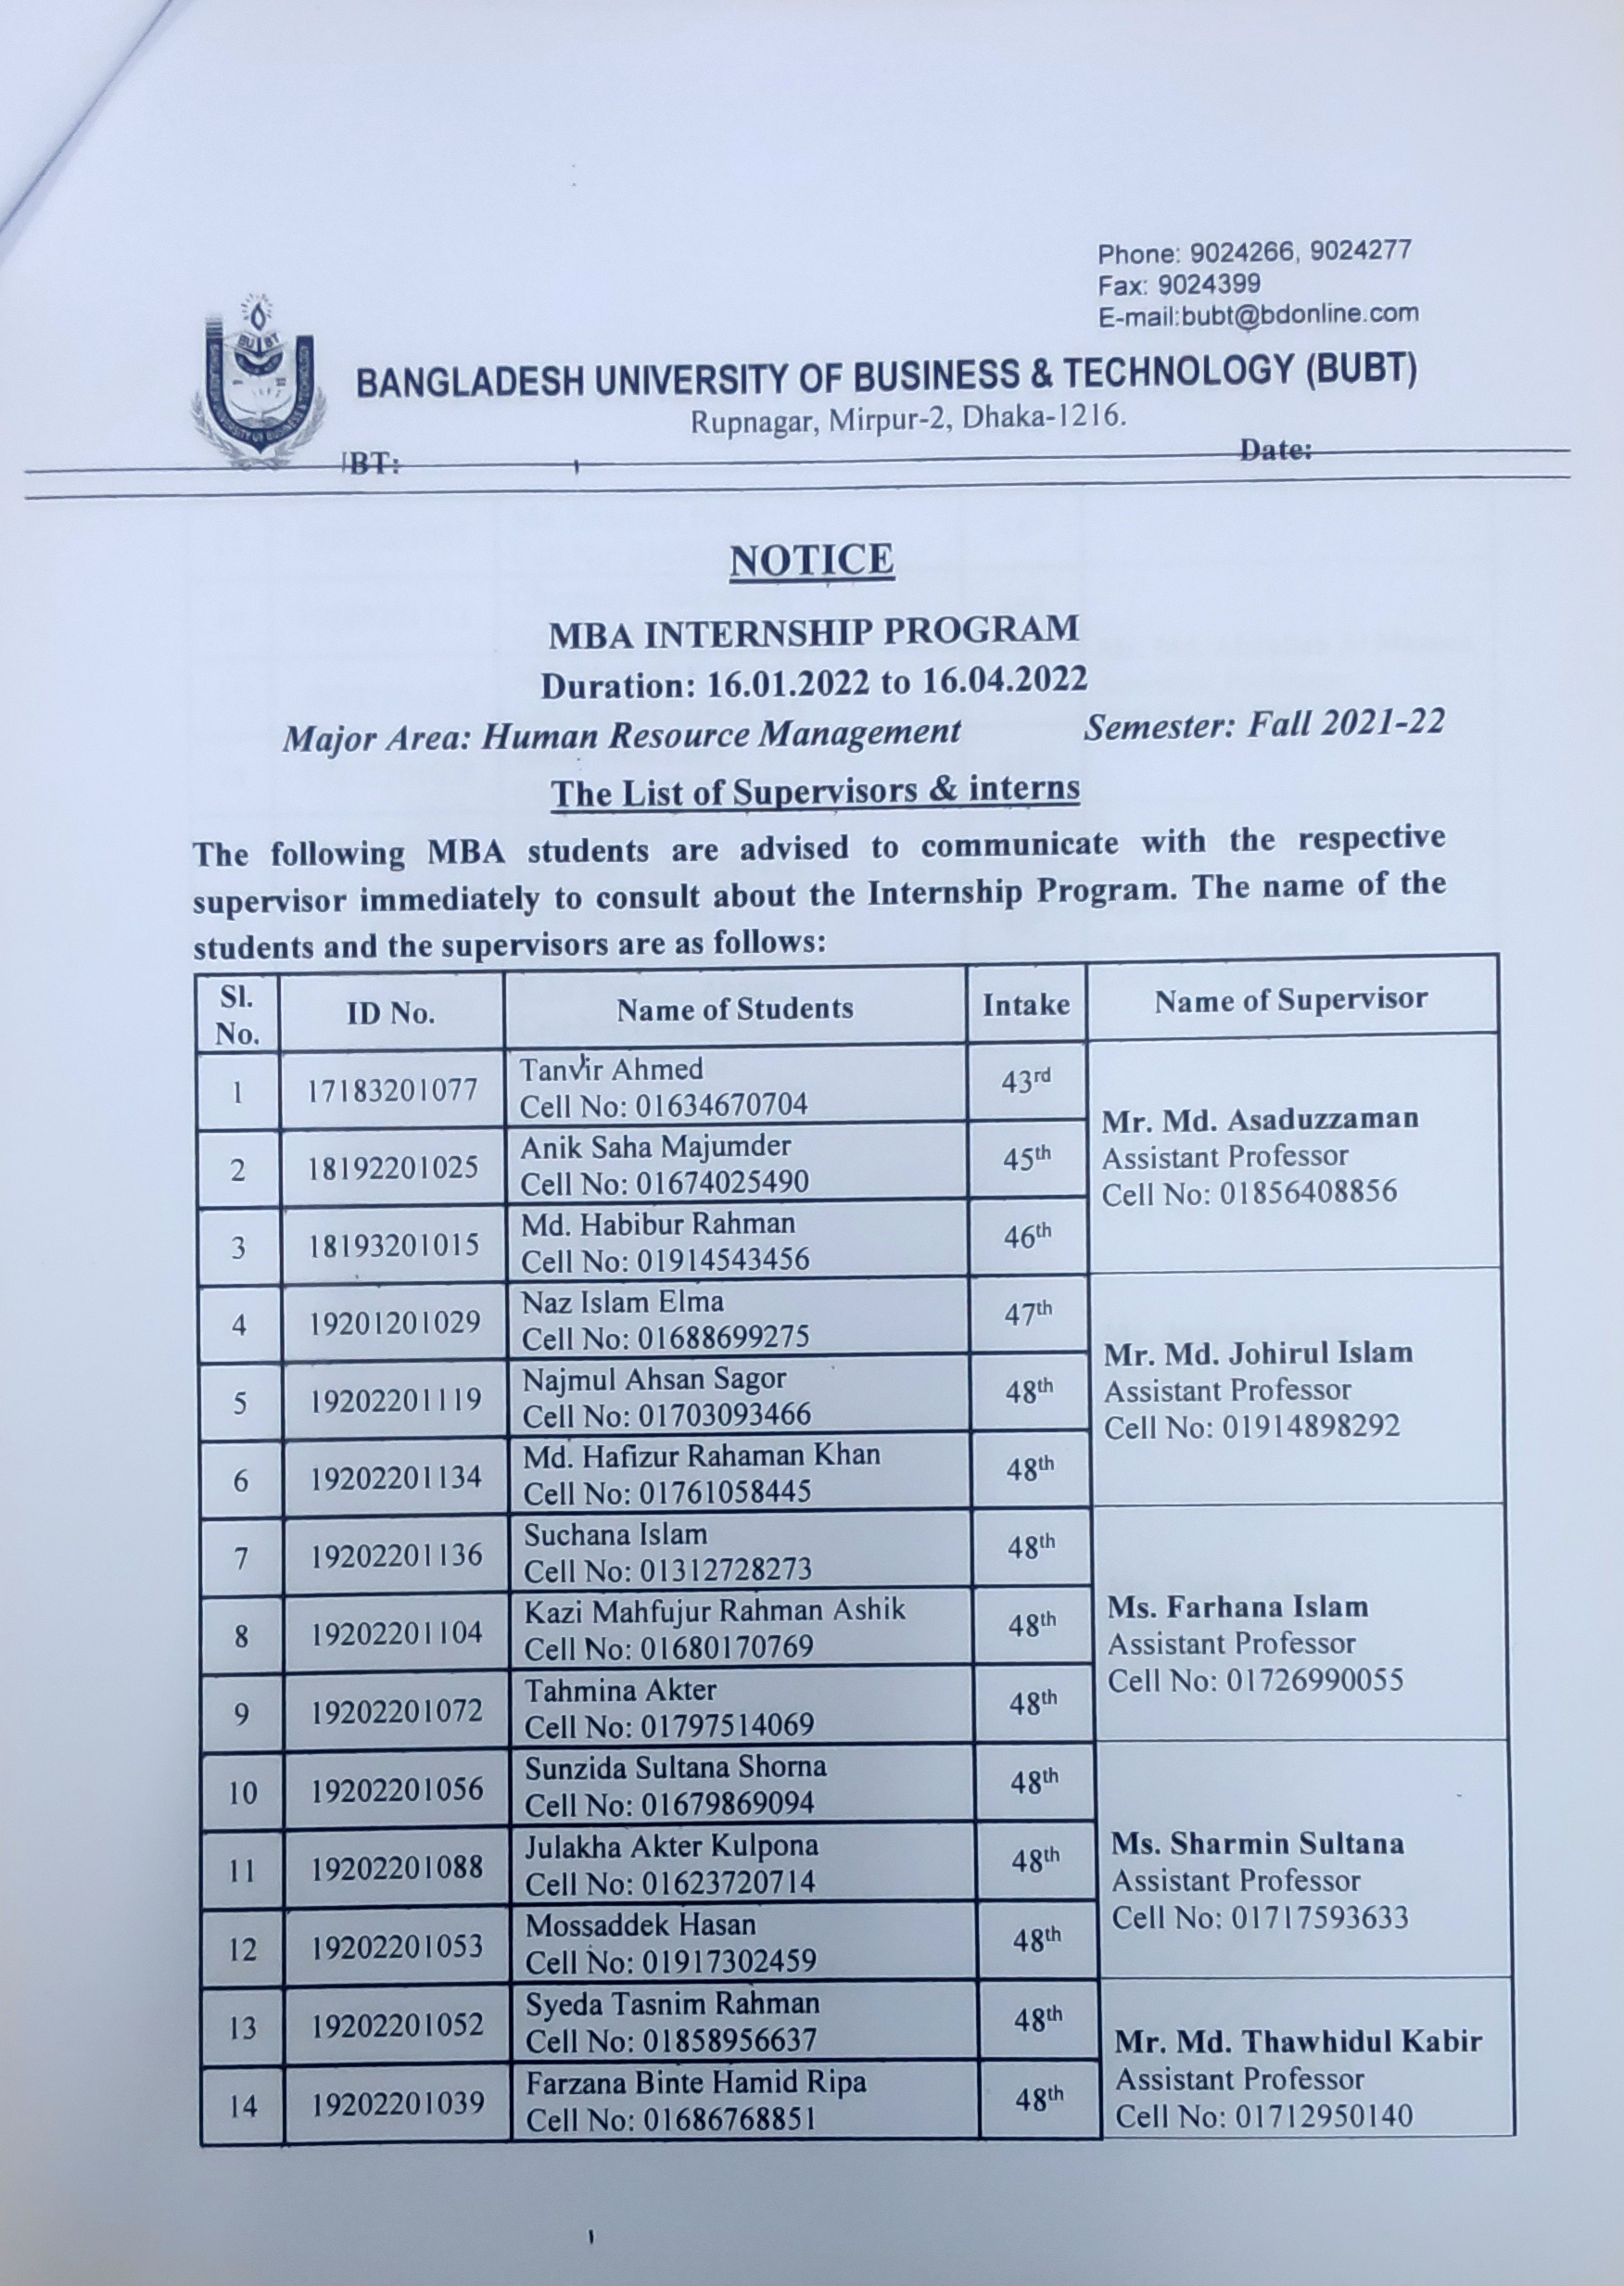 Phone: 9024266, 9024277
Fax: 9024399
E-mail:bubt@bdonline.com
BU BT
BANGLADESH UNIVERSITY OF BUSINESS & TECHNOLOGY
BANGLADESH UNIVERSITY OF BUSINESS & TECHNOLOGY (BUBT)
Rupnagar, Mirpur-2, Dhaka-1216.
BT: Date:
NOTICE
MBA INTERNSHIP PROGRAM
Duration: 16.01.2022 to 16.04.2022
Major Area: Human Resource Management Semester: Fall 2021-22
The List of Supervisors & interns
The following MBA students are advised to communicate with the respective
supervisor immediately to consult about the Internship Program. The name of the
students and the supervisors are as follows:
Sl. No. ID No. Name of Students Intake Name of Supervisor
1 17183201077 Tanvir Ahmed 43rd
Cell No: 01634670704
Mr. Md. Asaduzzaman
2 18192201025 Anik Saha Majumder 45th Assistant Professor
Cell No: 01674025490 Cell No: 01856408856
3 18193201015 Md. Habibur Rahman 46th
Cell No: 01914543456
4 19201201029 Naz Islam Elma 47th
Cell No: 01688699275
Mr. Md. Johirul Islam
5 19202201119 Najmul Ahsan Sagor 48th Assistant Professor
Cell No: 01703093466 Cell No: 01914898292
6 19202201134 Md. Hafizur Rahaman Khan 48th
Cell No: 01761058445
7 19202201136 Suchana Islam 48th
Cell No: 01312728273
Ms. Farhana Islam
8 19202201104 Kazi Mahfujur Rahman Ashik 48th Assistant Professor
Cell No: 01680170769 Cell No: 01726990055
9 19202201072 Tahmina Akter 48th
Cell No: 01797514069
10 19202201056 Sunzida Sultana Shorna 48th
Cell No: 01679869094
Ms. Sharmin Sultana
11 19202201088 Julakha Akter Kulpona 48th Assistant Professor
Cell No: 01623720714 Cell No: 01717593633
12 19202201053 Mossaddek Hasan 48th
Cell No: 01917302459
13 19202201052 Syeda Tasnim Rahman 48th
Cell No: 01858956637 Mr. Md. Thawhidul Kabir
14 19202201039 Farzana Binte Hamid Ripa 48th Assistant Professor
Cell No: 01686768851 Cell No: 01712950140